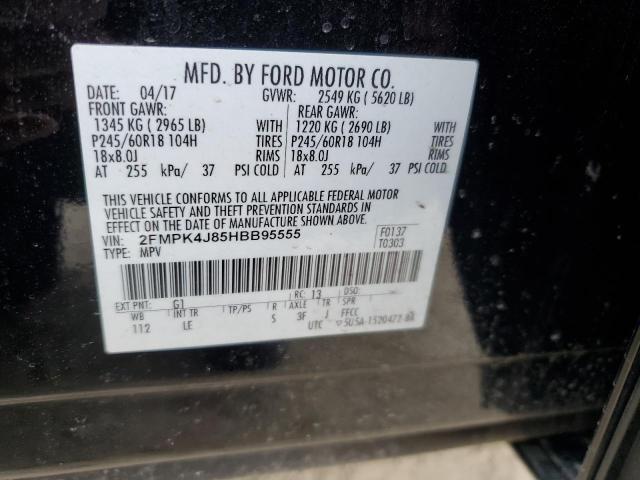 MFD. BY FORD MOTOR CO.
DATE: 04/17 GVWR: 2549 KG ( 5620 LB)
FRONT GAWR: REAR GAWR:
1345 KG ( 2965 LB) WITH 1220 KG ( 2690 LB) WITH
P245/60R18 104H TIRES P245/60R18 104H TIRES
18x8.0J RIMS 18x8.0J RIMS
AT 255 kPa/ 37 PSI COLD AT 255 kPa/ 37 PSI COLD
THIS VEHICLE CONFORMS TO ALL APPLICABLE FEDERAL MOTOR
VEHICLE SAFETY AND THEFT PREVENTION STANDARDS IN
EFFECT ON THE DATE OF MANUFACTURE SHOWN ABOVE.
VIN: 2FMPK4J85HBB95555 F0137
TYPE: MPV T0303
EXT PNT: G1 RC: 13 DSO:
WB INT TR TP/PS R AXLE TR SPR
112 LE S 3F J FFCC
UTC